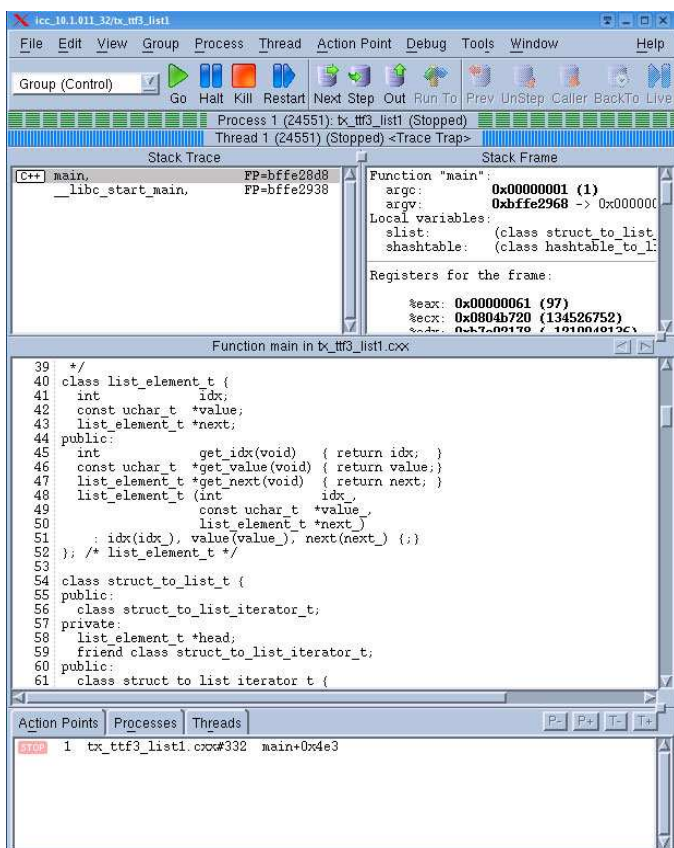 icc_10.1.011_32/tx_ttf3_list1
File Edit View Group Process Thread Action Point Debug Tools Window Help
Group (Control)
Go Halt Kill Restart Next Step Out Run To Prev UnStep Caller BackTo Live
Process 1 (24551): tx_ttf3_list1 (Stopped)
Thread 1 (24551) (Stopped) <Trace Trap>
Stack Trace
C++ main, FP=bffe28d8
__libc_start_main, FP=bffe2938
Stack Frame
Function "main":
argc: 0x00000001 (1)
argv: 0xbffe2968 -> 0x000000
Local variables:
slist: (class struct_to_list_
shashtable: (class hashtable_to_l
Registers for the frame:
%eax: 0x00000061 (97)
%ecx: 0x0804b720 (134526752)
Function main in tx_ttf3_list1.cxx
39 */
40 class list_element_t {
41 int idx;
42 const uchar_t *value;
43 list_element_t *next;
44 public:
45 int get_idx(void) { return idx; }
46 const uchar_t *get_value(void) { return value;}
47 list_element_t *get_next(void) { return next; }
48 list_element_t (int idx_,
49 const uchar_t *value_,
50 list_element_t *next_)
51 : idx(idx_), value(value_), next(next_) {;}
52 }; /* list_element_t */
53
54 class struct_to_list_t {
55 public:
56 class struct_to_list_iterator_t;
57 private:
58 list_element_t *head;
59 friend class struct_to_list_iterator_t;
60 public:
61 class struct_to_list_iterator_t {
Action Points Processes Threads P- P+ T- T+
STOP 1 tx_ttf3_list1.cxx#332 main+0x4e3